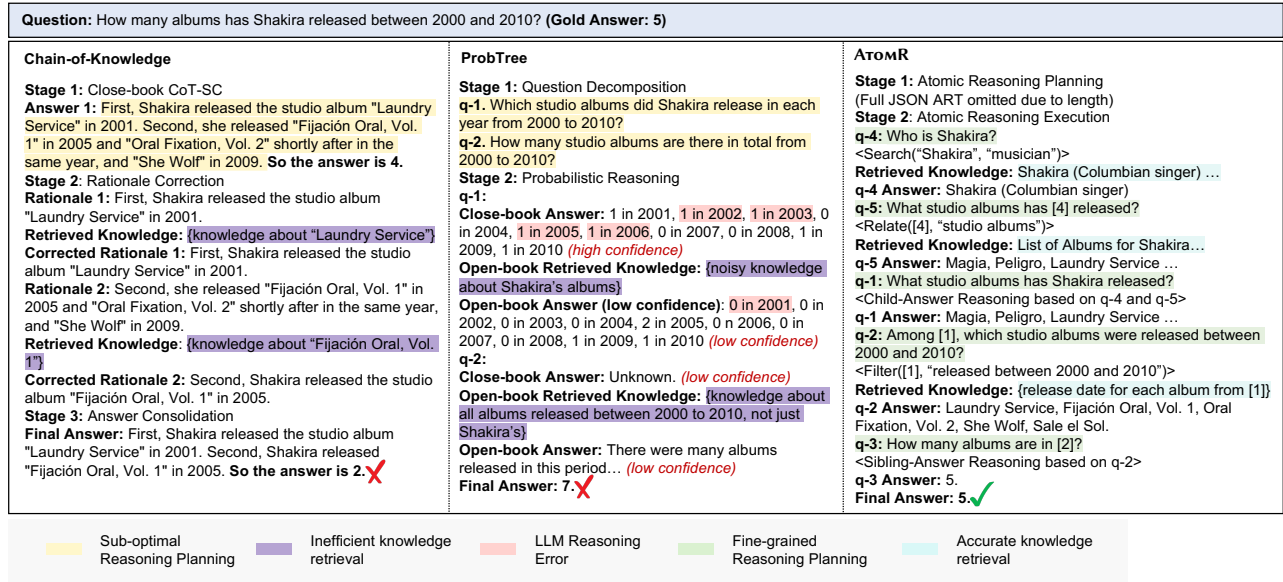 Question: How many albums has Shakira released between 2000 and 2010? (Gold Answer: 5)
Chain-of-Knowledge
Stage 1: Close-book CoT-SC
Answer 1: First, Shakira released the studio album "Laundry
Service" in 2001. Second, she released "Fijación Oral, Vol.
1" in 2005 and "Oral Fixation, Vol. 2" shortly after in the
same year, and "She Wolf" in 2009. So the answer is 4.
Stage 2: Rationale Correction
Rationale 1: First, Shakira released the studio album
"Laundry Service" in 2001.
Retrieved Knowledge: {knowledge about "Laundry Service"}
Corrected Rationale 1: First, Shakira released the studio
album "Laundry Service" in 2001.
Rationale 2: Second, she released "Fijación Oral, Vol. 1" in
2005 and "Oral Fixation, Vol. 2" shortly after in the same year,
and "She Wolf" in 2009.
Retrieved Knowledge: {knowledge about "Fijación Oral, Vol.
1"}
Corrected Rationale 2: Second, Shakira released the studio
album "Fijación Oral, Vol. 1" in 2005.
Stage 3: Answer Consolidation
Final Answer: First, Shakira released the studio album
"Laundry Service" in 2001. Second, Shakira released
"Fijación Oral, Vol. 1" in 2005. So the answer is 2.
ProbTree
Stage 1: Question Decomposition
q-1. Which studio albums did Shakira release in each
year from 2000 to 2010?
q-2. How many studio albums are there in total from
2000 to 2010?
Stage 2: Probabilistic Reasoning
q-1:
Close-book Answer: 1 in 2001, 1 in 2002, 1 in 2003, 0
in 2004, 1 in 2005, 1 in 2006, 0 in 2007, 0 in 2008, 1 in
2009, 1 in 2010 (high confidence)
Open-book Retrieved Knowledge: {noisy knowledge
about Shakira's albums}
Open-book Answer (low confidence): 0 in 2001, 0 in
2002, 0 in 2003, 0 in 2004, 2 in 2005, 0 n 2006, 0 in
2007, 0 in 2008, 1 in 2009, 1 in 2010 (low confidence)
q-2:
Close-book Answer: Unknown. (low confidence)
Open-book Retrieved Knowledge: {knowledge about
all albums released between 2000 to 2010, not just
Shakira's}
Open-book Answer: There were many albums
released in this period… (low confidence)
Final Answer: 7.
ATOMR
Stage 1: Atomic Reasoning Planning
(Full JSON ART omitted due to length)
Stage 2: Atomic Reasoning Execution
q-4: Who is Shakira?
<Search("Shakira", "musician")>
Retrieved Knowledge: Shakira (Columbian singer) …
q-4 Answer: Shakira (Columbian singer)
q-5: What studio albums has [4] released?
<Relate([4], "studio albums")>
Retrieved Knowledge: List of Albums for Shakira…
q-5 Answer: Magia, Peligro, Laundry Service …
q-1: What studio albums has Shakira released?
<Child-Answer Reasoning based on q-4 and q-5>
q-1 Answer: Magia, Peligro, Laundry Service …
q-2: Among [1], which studio albums were released between
2000 and 2010?
<Filter([1], "released between 2000 and 2010")>
Retrieved Knowledge: {release date for each album from [1]}
q-2 Answer: Laundry Service, Fijación Oral, Vol. 1, Oral
Fixation, Vol. 2, She Wolf, Sale el Sol.
q-3: How many albums are in [2]?
<Sibling-Answer Reasoning based on q-2>
q-3 Answer: 5.
Final Answer: 5.
Sub-optimal
Reasoning Planning
Inefficient knowledge
retrieval
LLM Reasoning
Error
Fine-grained
Reasoning Planning
Accurate knowledge
retrieval